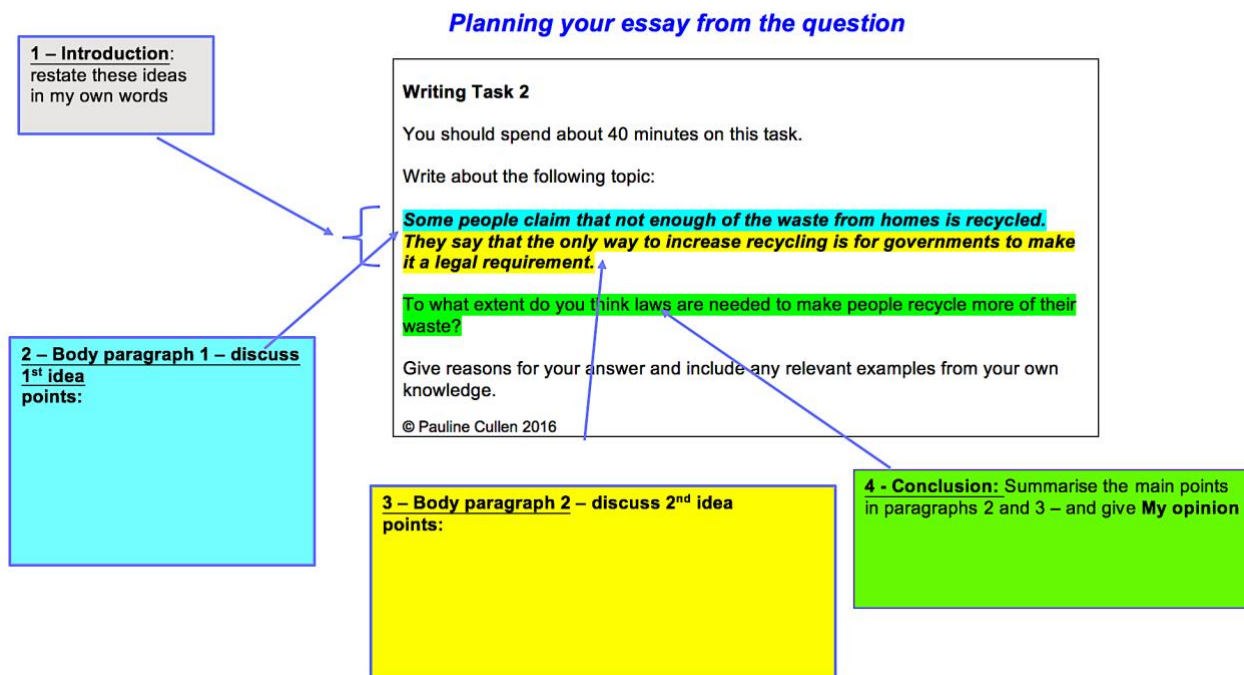 Planning your essay from the question
1 – Introduction:
restate these ideas
in my own words
Writing Task 2
You should spend about 40 minutes on this task.
Write about the following topic:
Some people claim that not enough of the waste from homes is recycled.
They say that the only way to increase recycling is for governments to make
it a legal requirement.
To what extent do you think laws are needed to make people recycle more of their
waste?
Give reasons for your answer and include any relevant examples from your own
knowledge.
© Pauline Cullen 2016
2 – Body paragraph 1 – discuss
1st idea
points:
3 – Body paragraph 2 – discuss 2nd idea
points:
4 - Conclusion: Summarise the main points
in paragraphs 2 and 3 – and give My opinion